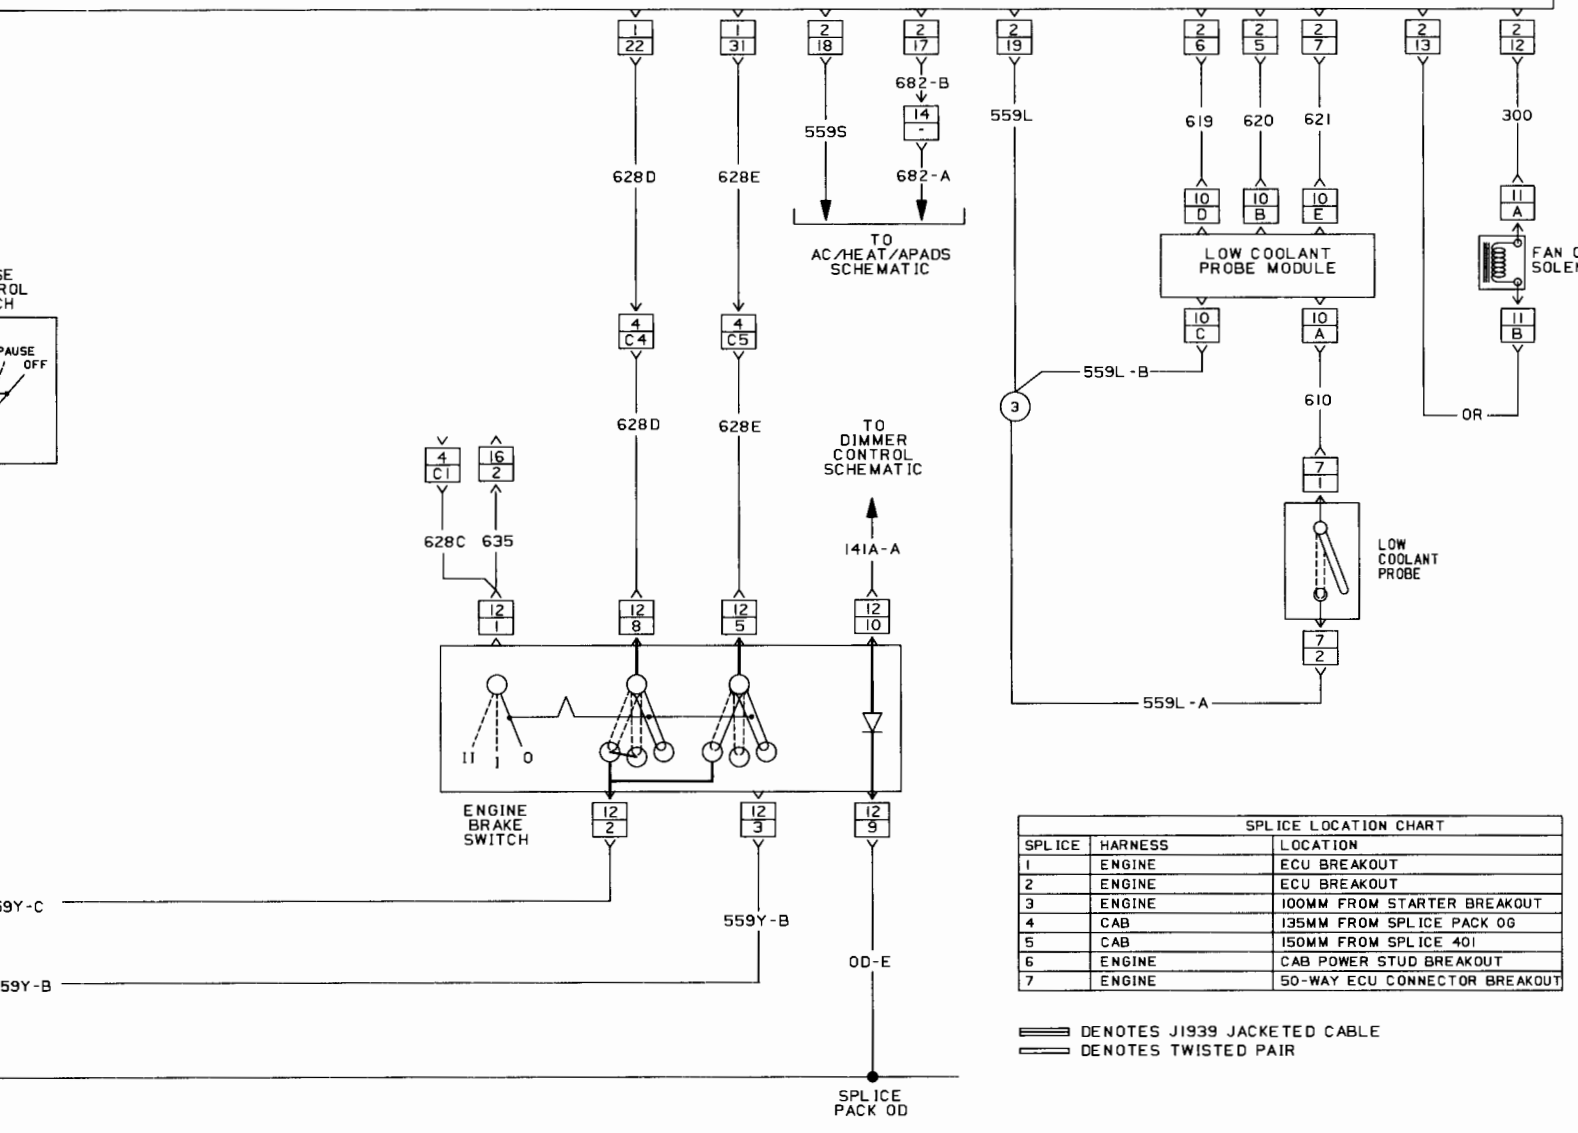 1 1 2 2 2 2 2 2 2 2
22 31 18 17 19 6 5 7 13 12
682-B
559S 14 559L 619 620 621 300
-
628D 628E 682-A
10 10 10 11
D B E A
TO
AC/HEAT/APADS
SCHEMATIC
LOW COOLANT
PROBE MODULE
FAN
SOLE
SE
ROL
CH
PAUSE
OFF
4 4 10 10 11
C4 C5 C A B
559L-B
3
610
OR
628D 628E
TO
DIMMER
CONTROL
SCHEMATIC
4 16 7
C1 2 1
628C 635 141A-A
LOW
COOLANT
PROBE
12 12 12 12
1 8 5 10
7
2
559L-A
II I O
ENGINE
BRAKE
SWITCH
12 12 12
2 3 9
59Y-C
559Y-B
OD-E
59Y-B
SPLICE LOCATION CHART
SPLICE HARNESS LOCATION
1 ENGINE ECU BREAKOUT
2 ENGINE ECU BREAKOUT
3 ENGINE 100MM FROM STARTER BREAKOUT
4 CAB 135MM FROM SPLICE PACK OG
5 CAB 150MM FROM SPLICE 401
6 ENGINE CAB POWER STUD BREAKOUT
7 ENGINE 50-WAY ECU CONNECTOR BREAKOUT
DENOTES J1939 JACKETED CABLE
DENOTES TWISTED PAIR
SPLICE
PACK OD